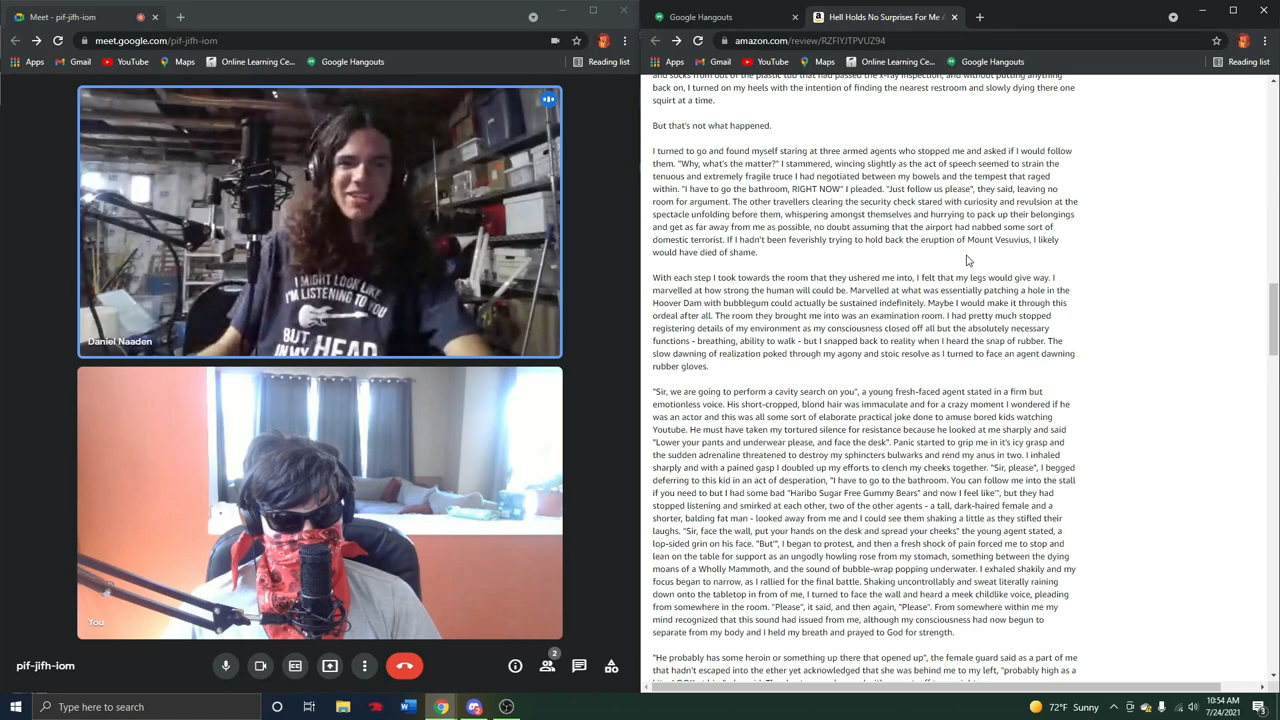 Meet - pif-jifh-iom
meet.google.com/pif-jifh-iom
Apps Gmail YouTube Maps Online Learning Ce... Google Hangouts Reading list
I MIGHT LOOK LIKE
I'M LISTENING TO YOU
BUT
IN MY HEAD
Daniel Naaden
You
pif-jifh-iom
2
Google Hangouts
Hell Holds No Surprises For Me A
amazon.com/review/RZFIYJTPVUZ94
Apps Gmail YouTube Maps Online Learning Ce... Google Hangouts Reading list
and socks from out of the plastic tub that had passed the x-ray inspection, and without putting anything
back on, I turned on my heels with the intention of finding the nearest restroom and slowly dying there one
squirt at a time.
But that's not what happened.
I turned to go and found myself staring at three armed agents who stopped me and asked if I would follow
them. "Why, what's the matter?" I stammered, wincing slightly as the act of speech seemed to strain the
tenuous and extremely fragile truce I had negotiated between my bowels and the tempest that raged
within. "I have to go the bathroom, RIGHT NOW" I pleaded. "Just follow us please", they said, leaving no
room for argument. The other travellers clearing the security check stared with curiosity and revulsion at the
spectacle unfolding before them, whispering amongst themselves and hurrying to pack up their belongings
and get as far away from me as possible, no doubt assuming that the airport had nabbed some sort of
domestic terrorist. If I hadn't been feverishly trying to hold back the eruption of Mount Vesuvius, I likely
would have died of shame.
With each step I took towards the room that they ushered me into, I felt that my legs would give way. I
marvelled at how strong the human will could be. Marvelled at what was essentially patching a hole in the
Hoover Dam with bubblegum could actually be sustained indefinitely. Maybe I would make it through this
ordeal after all. The room they brought me into was an examination room. I had pretty much stopped
registering details of my environment as my consciousness closed off all but the absolutely necessary
functions - breathing, ability to walk - but I snapped back to reality when I heard the snap of rubber. The
slow dawning of realization poked through my agony and stoic resolve as I turned to face an agent dawning
rubber gloves.
"Sir, we are going to perform a cavity search on you", a young fresh-faced agent stated in a firm but
emotionless voice. His short-cropped, blond hair was immaculate and for a crazy moment I wondered if he
was an actor and this was all some sort of elaborate practical joke done to amuse bored kids watching
Youtube. He must have taken my tortured silence for resistance because he looked at me sharply and said
"Lower your pants and underwear please, and face the desk". Panic started to grip me in it's icy grasp and
the sudden adrenaline threatened to destroy my sphincters bulwarks and rend my anus in two. I inhaled
sharply and with a pained gasp I doubled up my efforts to clench my cheeks together. "Sir, please", I begged
deferring to this kid in an act of desperation, "I have to go to the bathroom. You can follow me into the stall
if you need to but I had some bad "Haribo Sugar Free Gummy Bears" and now I feel like'", but they had
stopped listening and smirked at each other, two of the other agents - a tall, dark-haired female and a
shorter, balding fat man - looked away from me and I could see them shaking a little as they stifled their
laughs. "Sir, face the wall, put your hands on the desk and spread your cheeks" the young agent stated, a
lop-sided grin on his face. "But'", I began to protest, and then a fresh shock of pain forced me to stop and
lean on the table for support as an ungodly howling rose from my stomach, something between the dying
moans of a Wholly Mammoth, and the sound of bubble-wrap popping underwater. I exhaled shakily and my
focus began to narrow, as I rallied for the final battle. Shaking uncontrollably and sweat literally raining
down onto the tabletop in from of me, I turned to face the wall and heard a meek childlike voice, pleading
from somewhere in the room. "Please", it said, and then again, "Please". From somewhere within me my
mind recognized that this sound had issued from me, although my consciousness had now begun to
separate from my body and I held my breath and prayed to God for strength.
"He probably has some heroin or something up there that opened up", the female guard said as a part of me
that hadn't escaped into the ether yet acknowledged that she was behind me to my left, "probably high as a
Type here to search
72°F Sunny
10:54 AM
7/24/2021
3